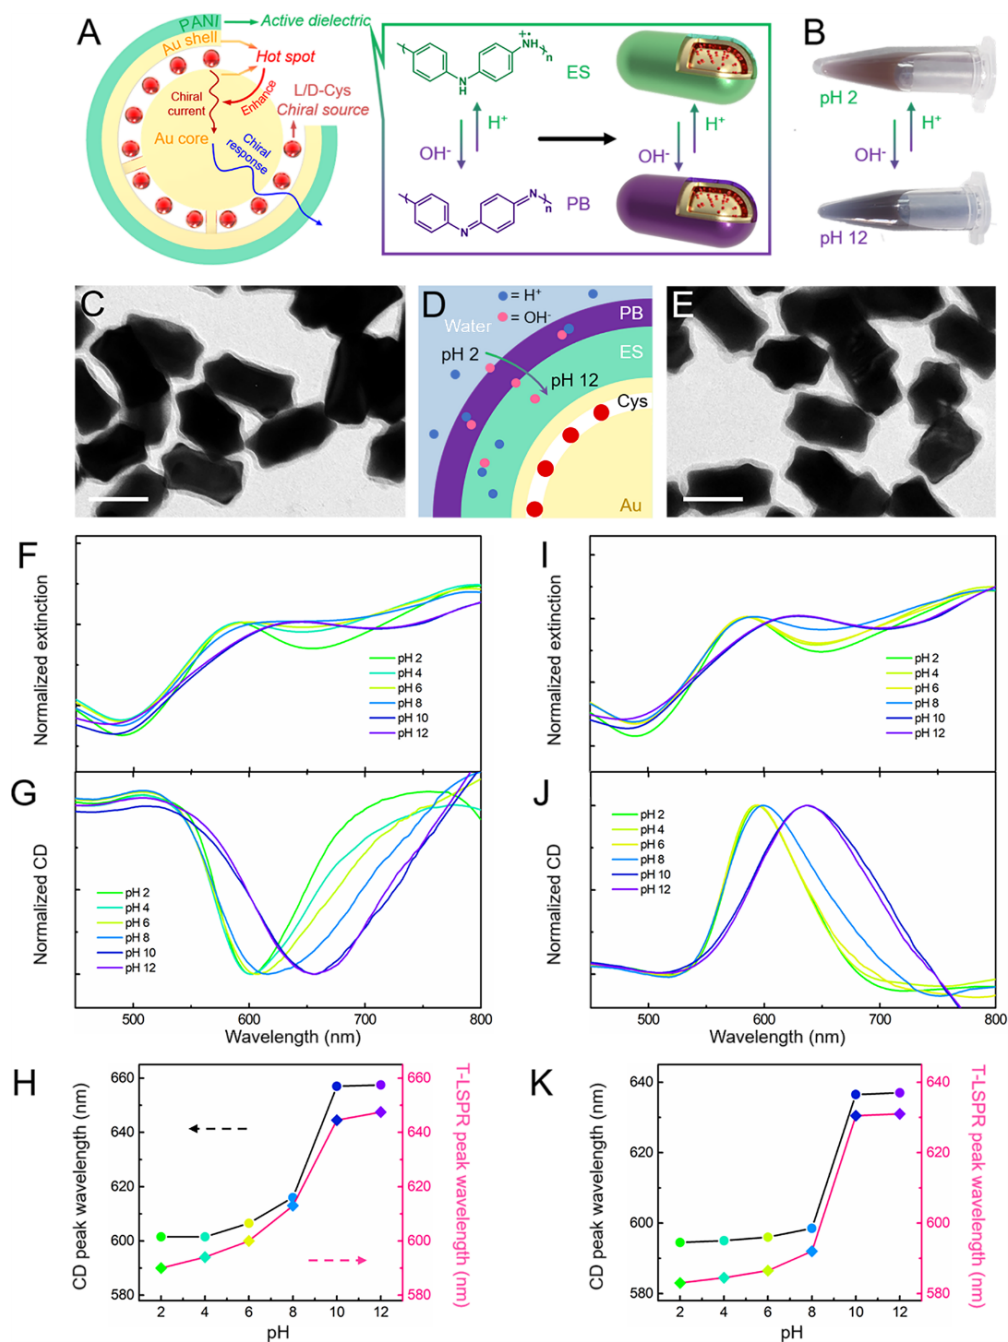 A
PANI
Active dielectric
Au shell
Hot spot
Enhance
Chiral
current
L/D-Cys
Chiral source
Au core
Chiral
response
H
N
H
+•
NH
n
ES
H+
OH-
N
N
n
PB
H+
OH-
B
pH 2
H+
OH-
pH 12
C
D
= H+
= OH-
Water
PB
ES
pH 2
pH 12
Cys
Au
E
F
Normalized extinction
pH 2
pH 4
pH 6
pH 8
pH 10
pH 12
I
Normalized extinction
pH 2
pH 4
pH 6
pH 8
pH 10
pH 12
G
Normalized CD
pH 2
pH 4
pH 6
pH 8
pH 10
pH 12
500 600 700 800
Wavelength (nm)
J
Normalized CD
pH 2
pH 4
pH 6
pH 8
pH 10
pH 12
500 600 700 800
Wavelength (nm)
H
CD peak wavelength (nm)
660
640
620
600
580
2 4 6 8 10 12
pH
660
640
620
600
580
T-LSPR peak wavelength (nm)
K
CD peak wavelength (nm)
640
620
600
580
2 4 6 8 10 12
pH
640
620
600
580
T-LSPR peak wavelength (nm)